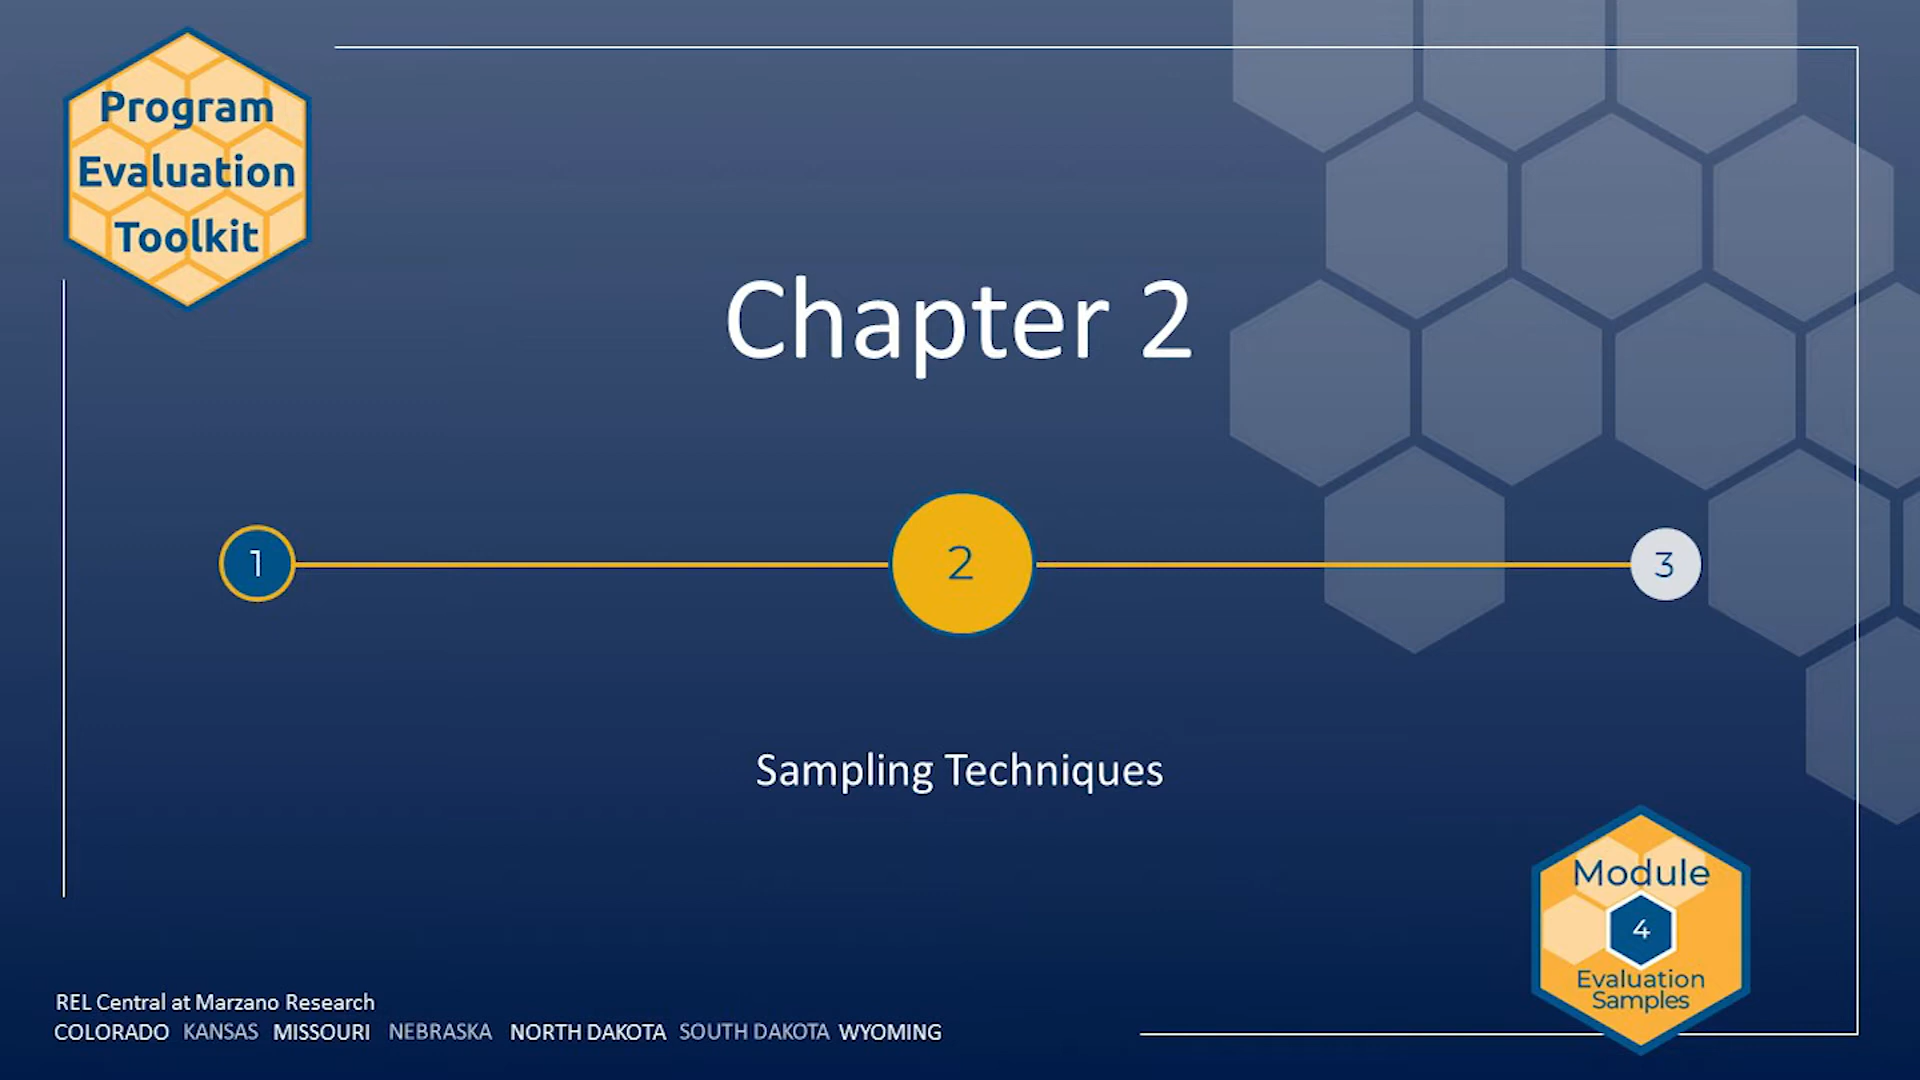 Program
Evaluation
Toolkit
Chapter 2
1
2
3
Sampling Techniques
Module
4
Evaluation
Samples
REL Central at Marzano Research
COLORADO KANSAS MISSOURI NEBRASKA NORTH DAKOTA SOUTH DAKOTA WYOMING